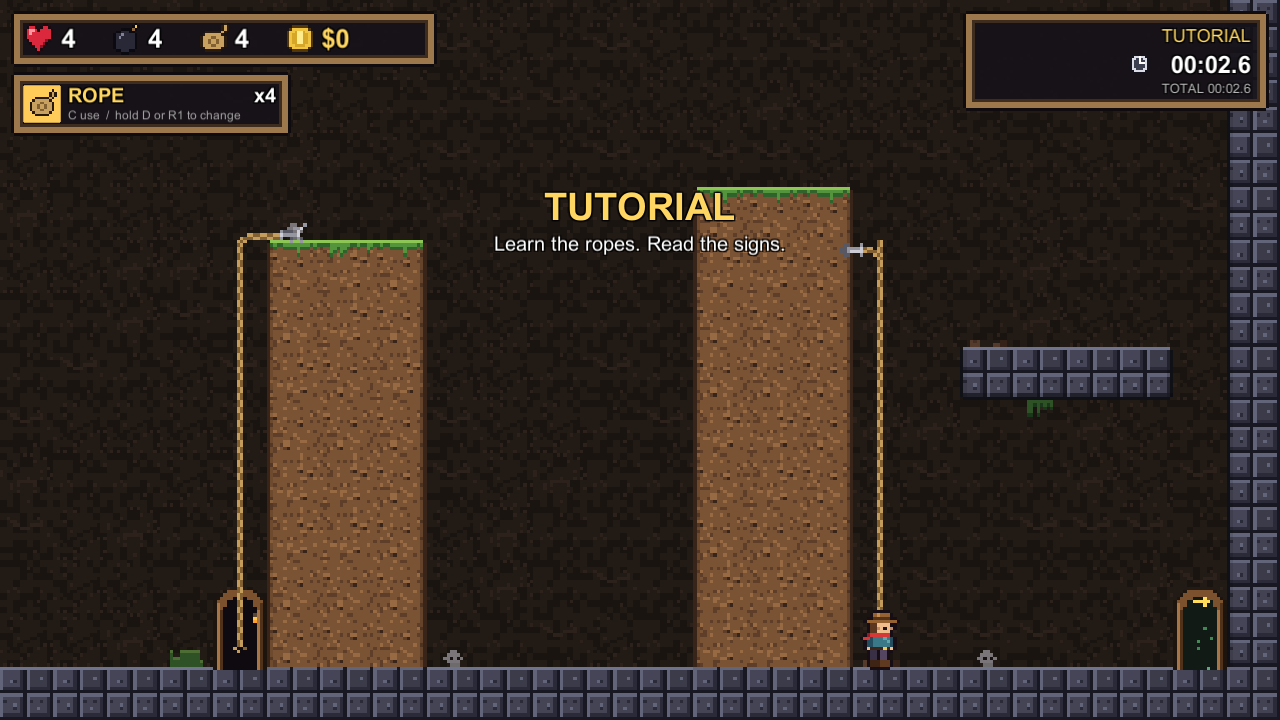 4 4 4 $0
ROPE x4
C use / hold D or R1 to change
TUTORIAL
00:02.6
TOTAL 00:02.6
TUTORIAL
Learn the ropes. Read the signs.